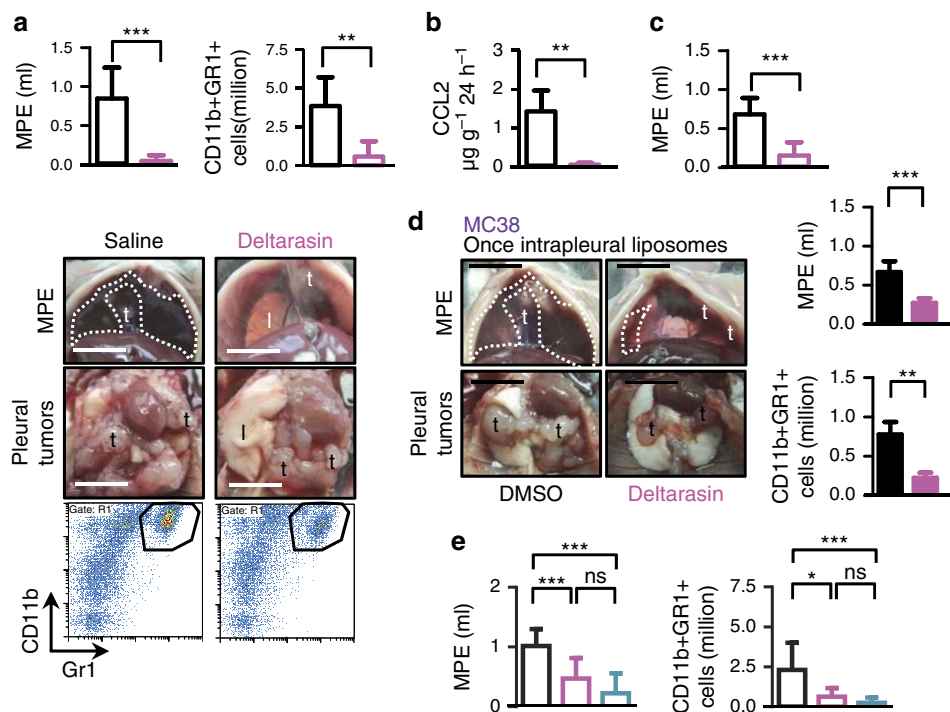 a
MPE (ml)
1.5
1.0
0.5
0.0
***
CD11b+GR1+
cells(million)
7.5
5.0
2.5
0.0
**
b
CCL2
µg g⁻¹ 24 h⁻¹
3
2
1
0
**
c
MPE (ml)
1.5
1.0
0.5
0.0
***
Saline
Deltarasin
MPE
t
t
l
Pleural
tumors
t
t
l
t
t
Gate: R1
Gate: R1
CD11b
Gr1
d
MC38
Once intrapleural liposomes
MPE
t
t
t
Pleural
tumors
t
t
t
t
DMSO
Deltarasin
MPE (ml)
1.5
1.0
0.5
0.0
***
CD11b+GR1+
cells (million)
1.5
1.0
0.5
0.0
**
e
MPE (ml)
2
1
0
***
***
ns
CD11b+GR1+
cells (million)
7.5
5.0
2.5
0
***
*
ns